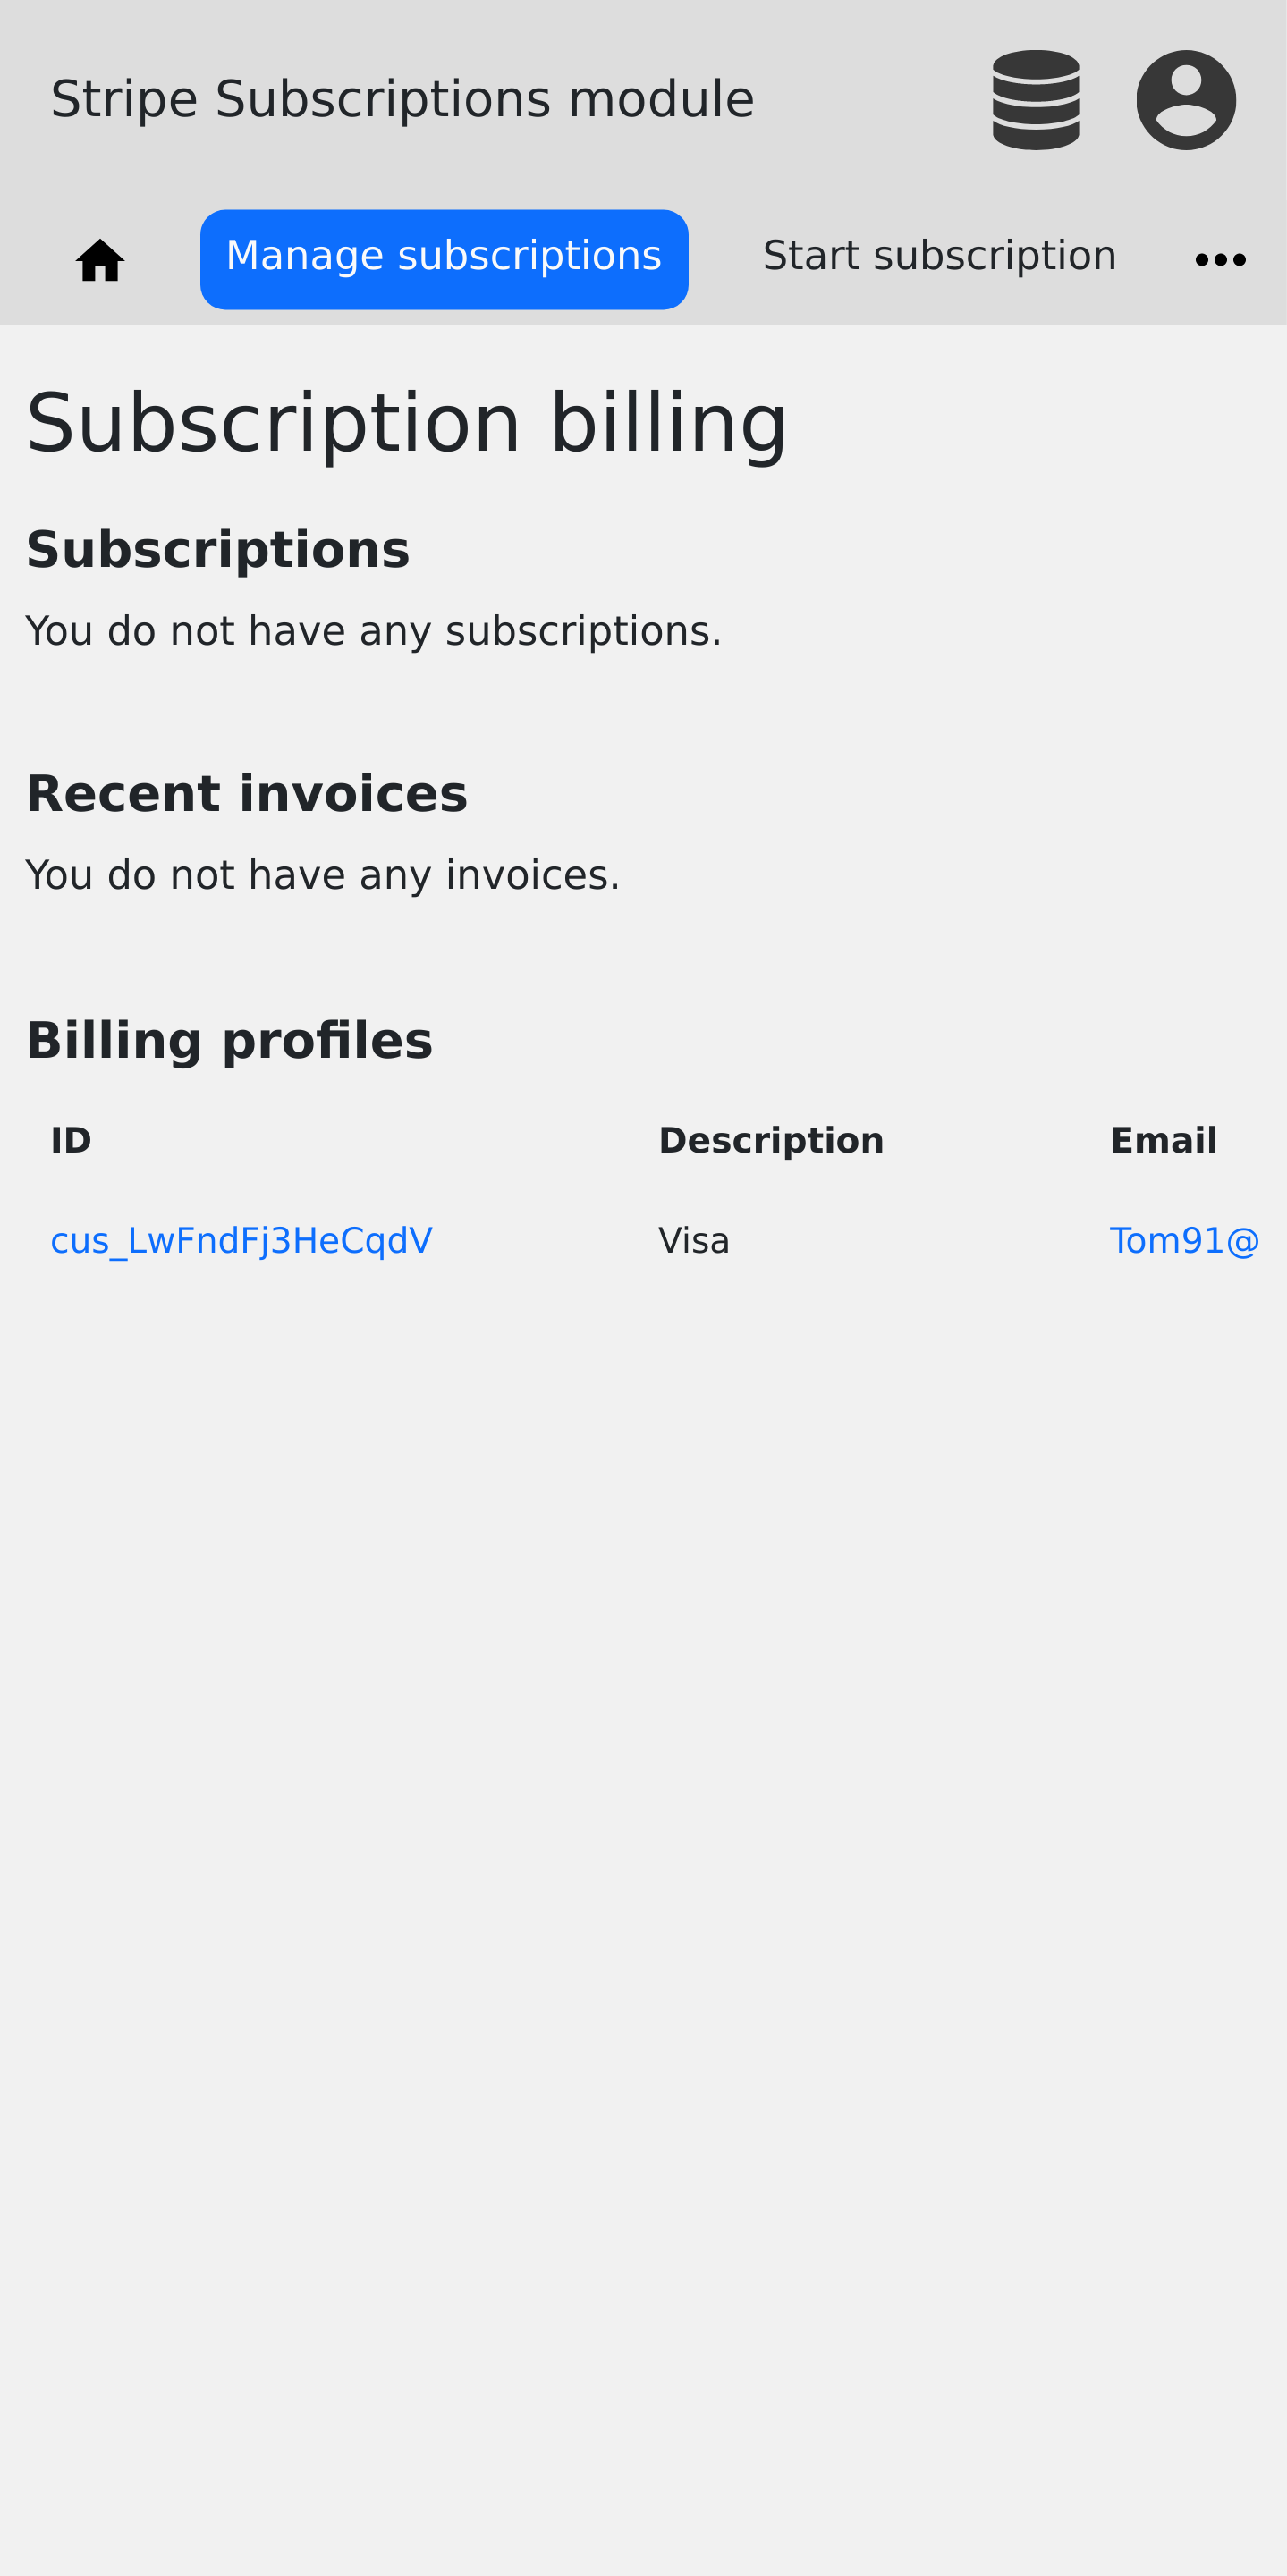 Stripe Subscriptions module
Manage subscriptions Start subscription
Subscription billing
Subscriptions
You do not have any subscriptions.
Recent invoices
You do not have any invoices.
Billing profiles
ID Description Email
cus_LwFndFj3HeCqdV Visa Tom91@